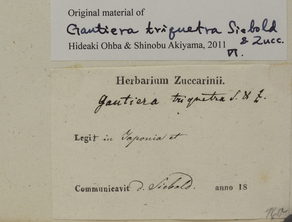 Original material of
Gautiera triquetra Siebold
& Zucc.
Hideaki Ohba & Shinobu Akiyama, 2011
Herbarium Zuccarinii.
Gautiera triquetra S. & Z.
Legit in Japonia et
Communicavit d. Siebold. anno 18